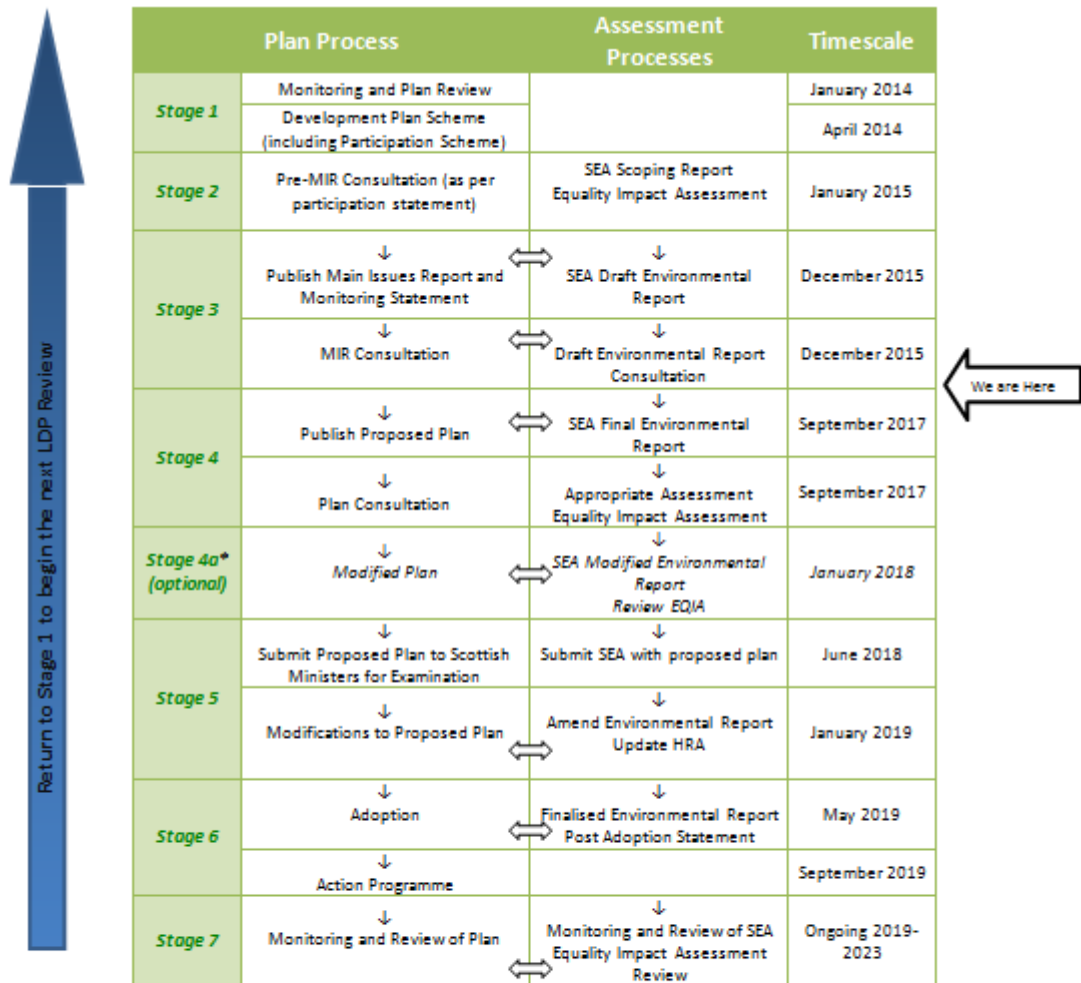 Plan Process
Assessment
Processes
Timescale
Stage 1
Monitoring and Plan Review
January 2014
Development Plan Scheme
(including Participation Scheme)
April 2014
Stage 2
Pre-MIR Consultation (as per
participation statement)
SEA Scoping Report
Equality Impact Assessment
January 2015
Stage 3
↓
Publish Main Issues Report and
Monitoring Statement
↓
SEA Draft Environmental
Report
December 2015
↓
MIR Consultation
↓
Draft Environmental Report
Consultation
December 2015
We are Here
Stage 4
↓
Publish Proposed Plan
↓
SEA Final Environmental
Report
September 2017
↓
Plan Consultation
↓
Appropriate Assessment
Equality Impact Assessment
September 2017
Stage 4a*
(optional)
↓
Modified Plan
↓
SEA Modified Environmental
Report
Review EQIA
January 2018
Stage 5
↓
Submit Proposed Plan to Scottish
Ministers for Examination
↓
Submit SEA with proposed plan
June 2018
↓
Modifications to Proposed Plan
↓
Amend Environmental Report
Update HRA
January 2019
Stage 6
↓
Adoption
↓
Finalised Environmental Report
Post Adoption Statement
May 2019
↓
Action Programme
September 2019
Stage 7
↓
Monitoring and Review of Plan
↓
Monitoring and Review of SEA
Equality Impact Assessment
Review
Ongoing 2019-
2023
Return to Stage 1 to begin the next LDP Review